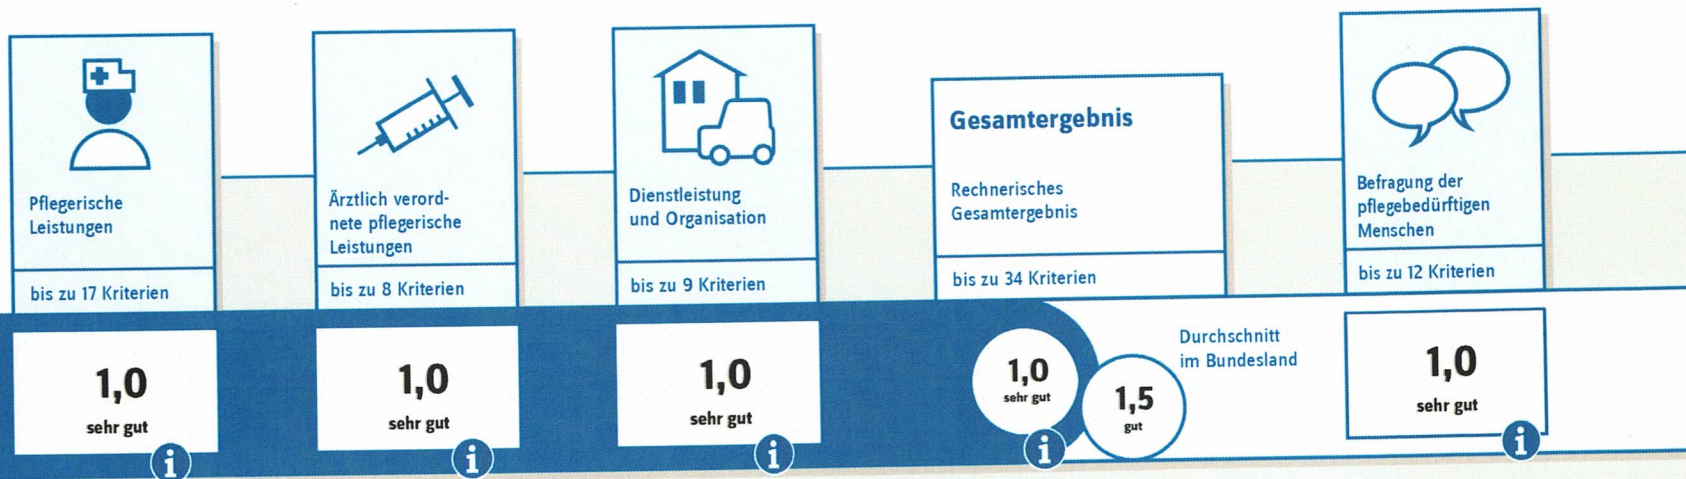 Pflegerische
Leistungen
bis zu 17 Kriterien
1,0
sehr gut
i
Ärztlich verord-
nete pflegerische
Leistungen
bis zu 8 Kriterien
1,0
sehr gut
i
Dienstleistung
und Organisation
bis zu 9 Kriterien
1,0
sehr gut
i
Gesamtergebnis
Rechnerisches
Gesamtergebnis
bis zu 34 Kriterien
1,0
sehr gut
i
1,5
gut
Durchschnitt
im Bundesland
Befragung der
pflegebedürftigen
Menschen
bis zu 12 Kriterien
1,0
sehr gut
i